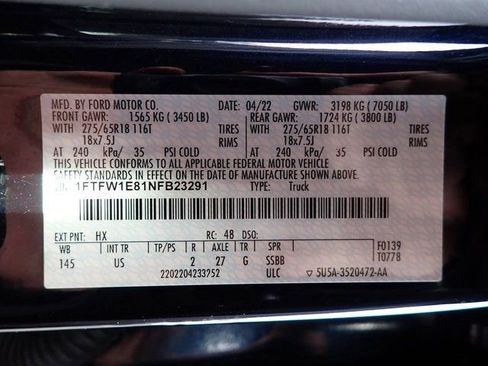 MFD. BY FORD MOTOR CO. 04/22 GVWR: 3198 KG ( 7050 LB)
FRONT GAWR: 1565 KG ( 3450 LB) REAR GAWR: 1724 KG ( 3800 LB)
WITH 275/65R18 116T TIRES WITH 275/65R18 116T TIRES
18x7.5J RIMS 18x7.5J RIMS
AT 240 kPa/ 35 PSI COLD AT 240 kPa/ 35 PSI COLD
THIS VEHICLE CONFORMS TO ALL APPLICABLE FEDERAL MOTOR VEHICLE
SAFETY STANDARDS IN EFFECT ON THE DATE OF MANUFACTURE SHOWN ABOVE.
VIN: 1FTFW1E81NFB23291 TYPE: Truck
EXT PNT: HX RC: 48 DSO: F0139
WB INT TR TP/PS R AXLE TR SPR T0778
145 US 2 27 G SSBB
2202204233252 ULC ▽ 5U5A-3520472-AA